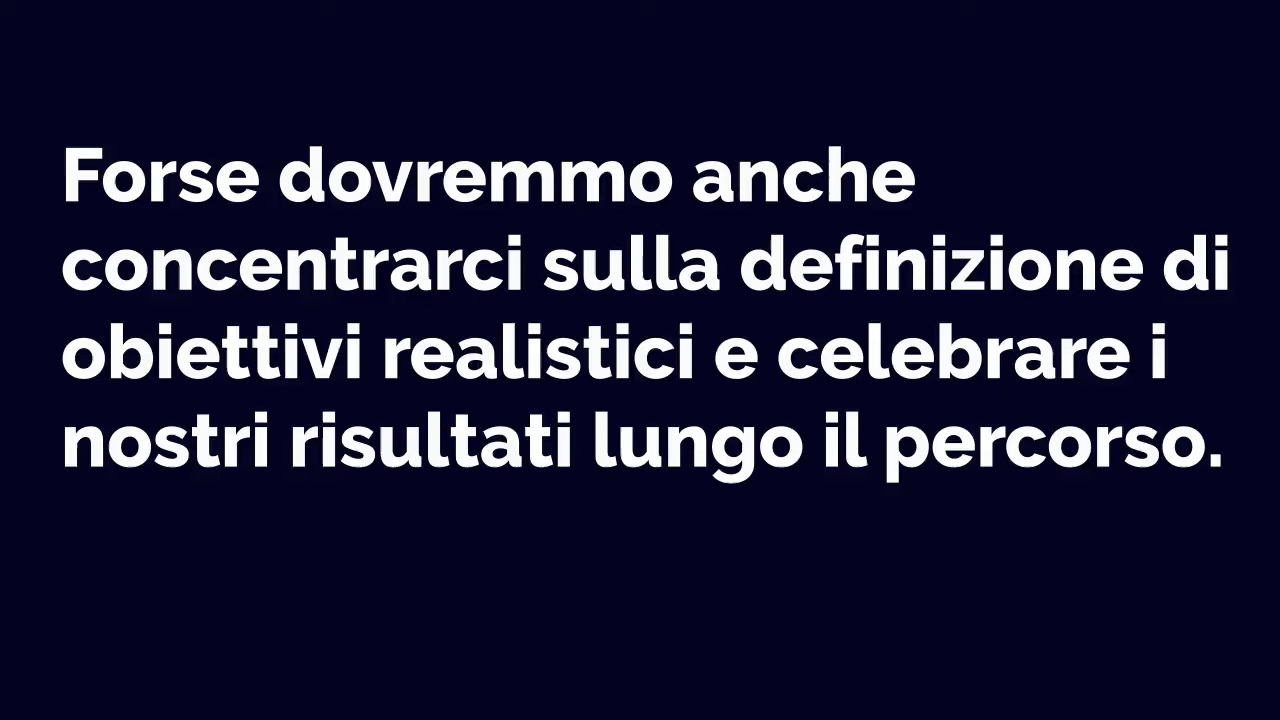 Forse dovremmo anche
concentrarci sulla definizione di
obiettivi realistici e celebrare i
nostri risultati lungo il percorso.